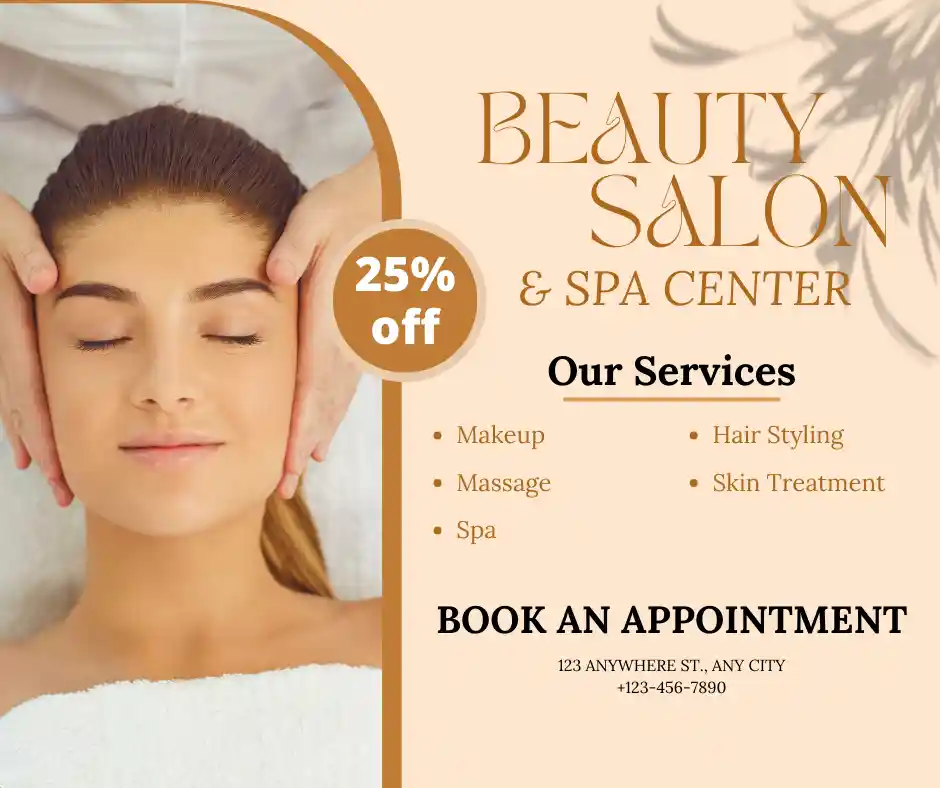 BEAUTY
SALON
& SPA CENTER
25%
off
Our Services
Makeup
Massage
Spa
Hair Styling
Skin Treatment
BOOK AN APPOINTMENT
123 ANYWHERE ST., ANY CITY
+123-456-7890